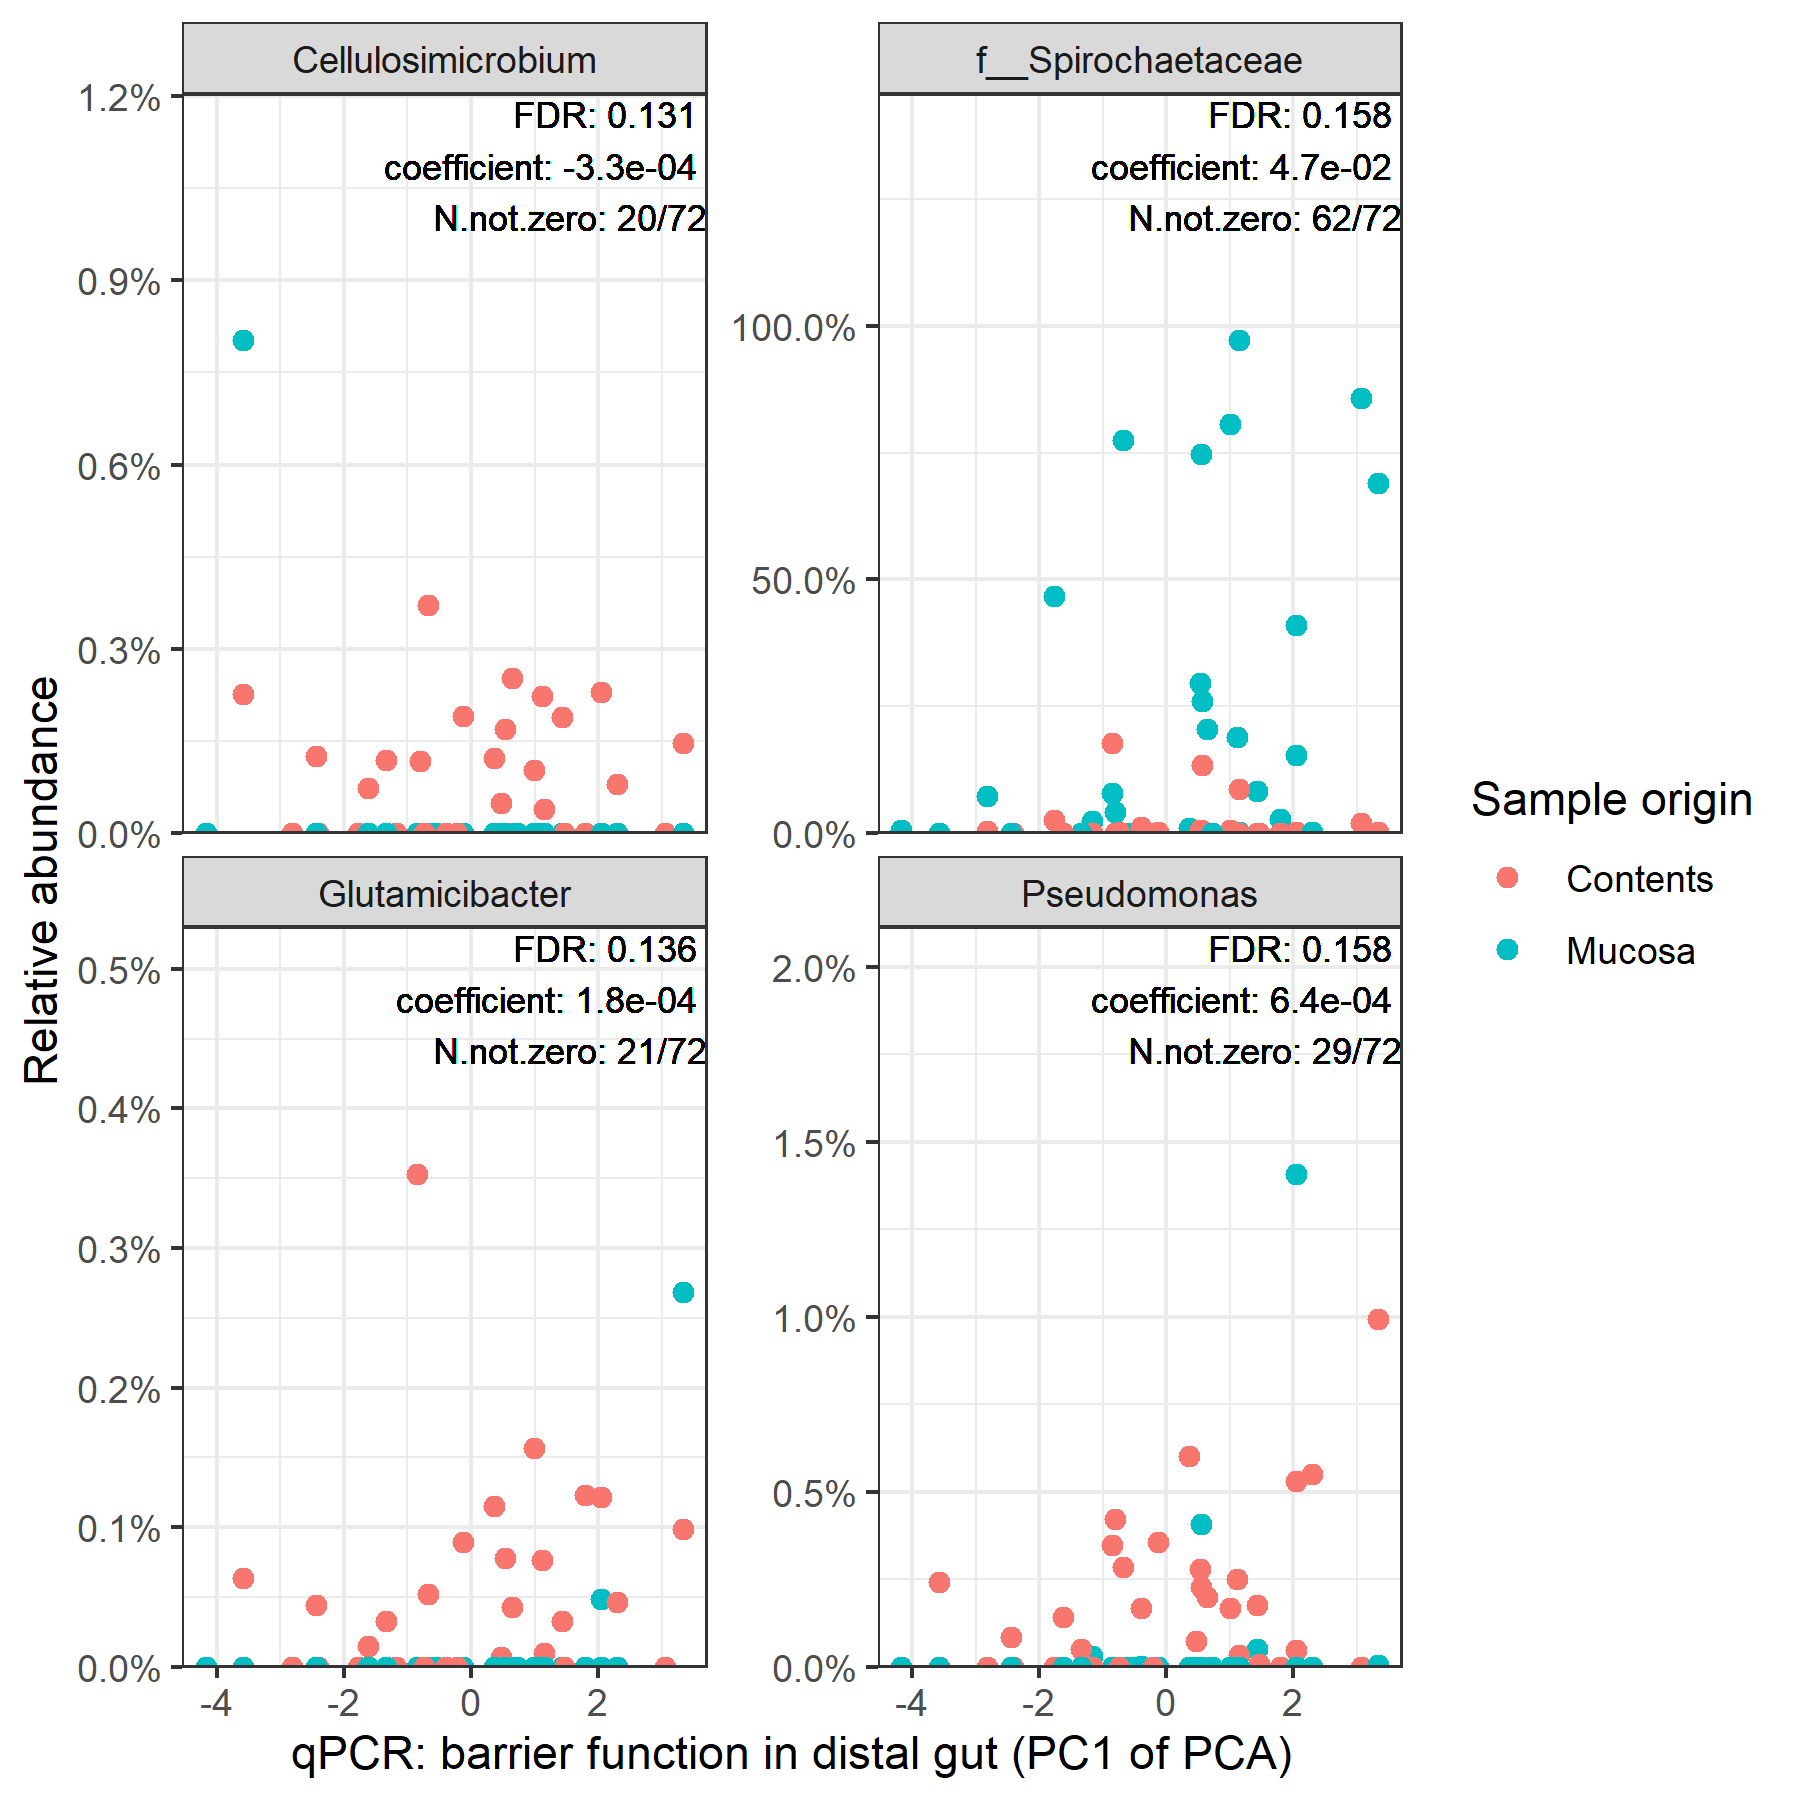 Cellulosimicrobium
FDR: 0.131
coefficient: -3.3e-04
N.not.zero: 20/72
1.2%
0.9%
0.6%
0.3%
0.0%
f__Spirochaetaceae
FDR: 0.158
coefficient: 4.7e-02
N.not.zero: 62/72
100.0%
50.0%
0.0%
Glutamicibacter
FDR: 0.136
coefficient: 1.8e-04
N.not.zero: 21/72
0.5%
0.4%
0.3%
0.2%
0.1%
0.0%
-4 -2 0 2
Pseudomonas
FDR: 0.158
coefficient: 6.4e-04
N.not.zero: 29/72
2.0%
1.5%
1.0%
0.5%
0.0%
-4 -2 0 2
Relative abundance
qPCR: barrier function in distal gut (PC1 of PCA)
Sample origin
Contents
Mucosa